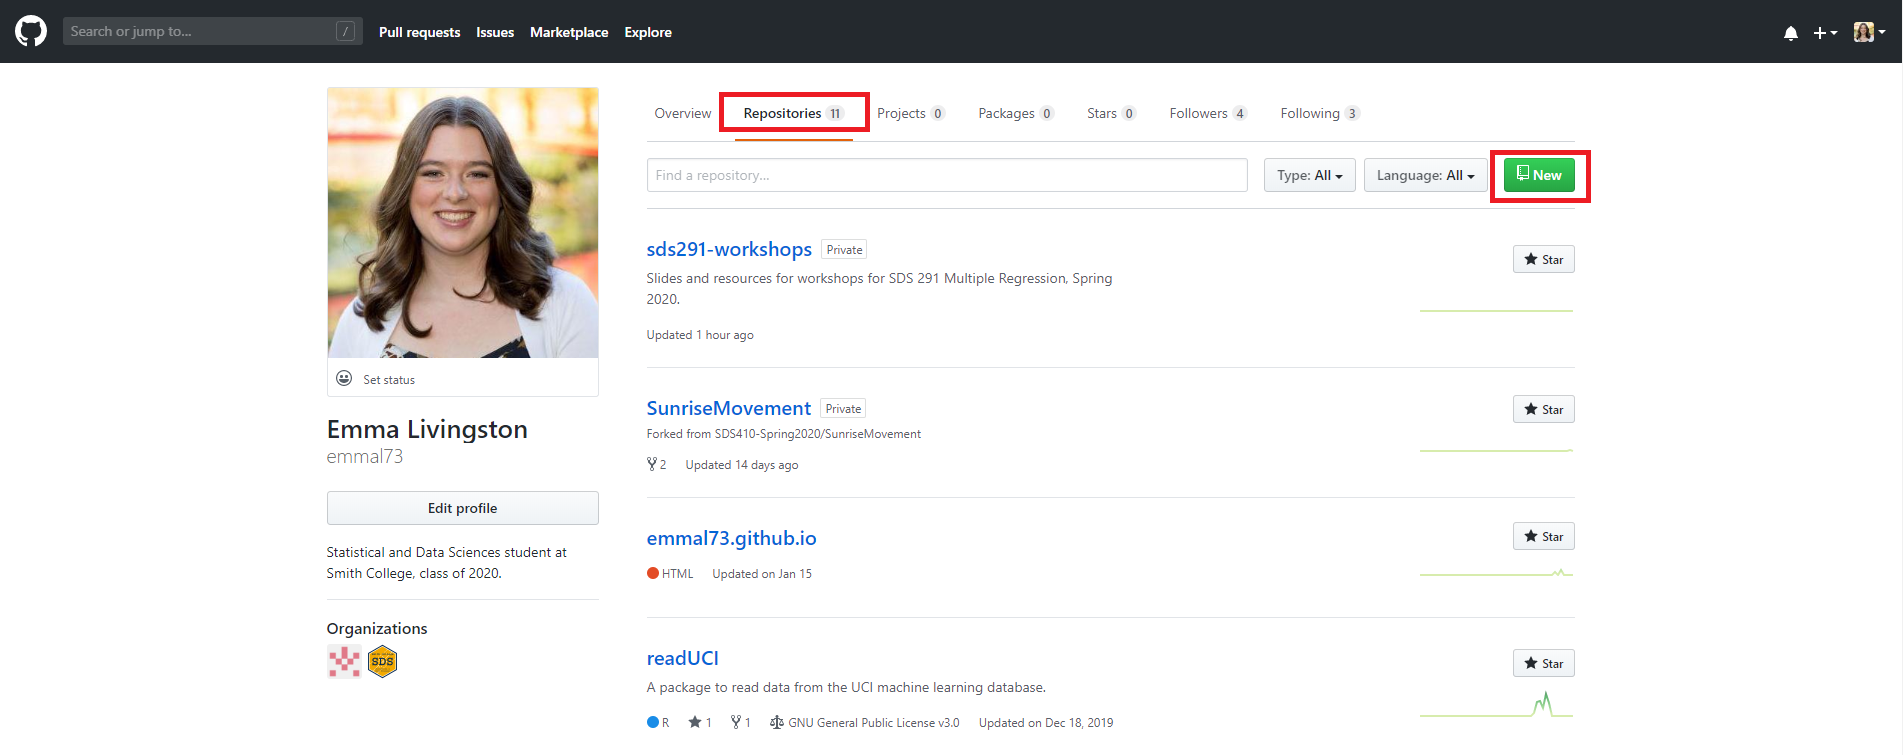 Search or jump to... /
Pull requests Issues Marketplace Explore
Overview Repositories 11 Projects 0 Packages 0 Stars 0 Followers 4 Following 3
Find a repository... Type: All Language: All New
Set status
Emma Livingston
emmal73
Edit profile
Statistical and Data Sciences student at
Smith College, class of 2020.
Organizations
SDS
sds291-workshops Private
Star
Slides and resources for workshops for SDS 291 Multiple Regression, Spring
2020.
Updated 1 hour ago
SunriseMovement Private
Star
Forked from SDS410-Spring2020/SunriseMovement
2 Updated 14 days ago
emmal73.github.io
Star
HTML Updated on Jan 15
readUCI
Star
A package to read data from the UCI machine learning database.
R 1 1 GNU General Public License v3.0 Updated on Dec 18, 2019